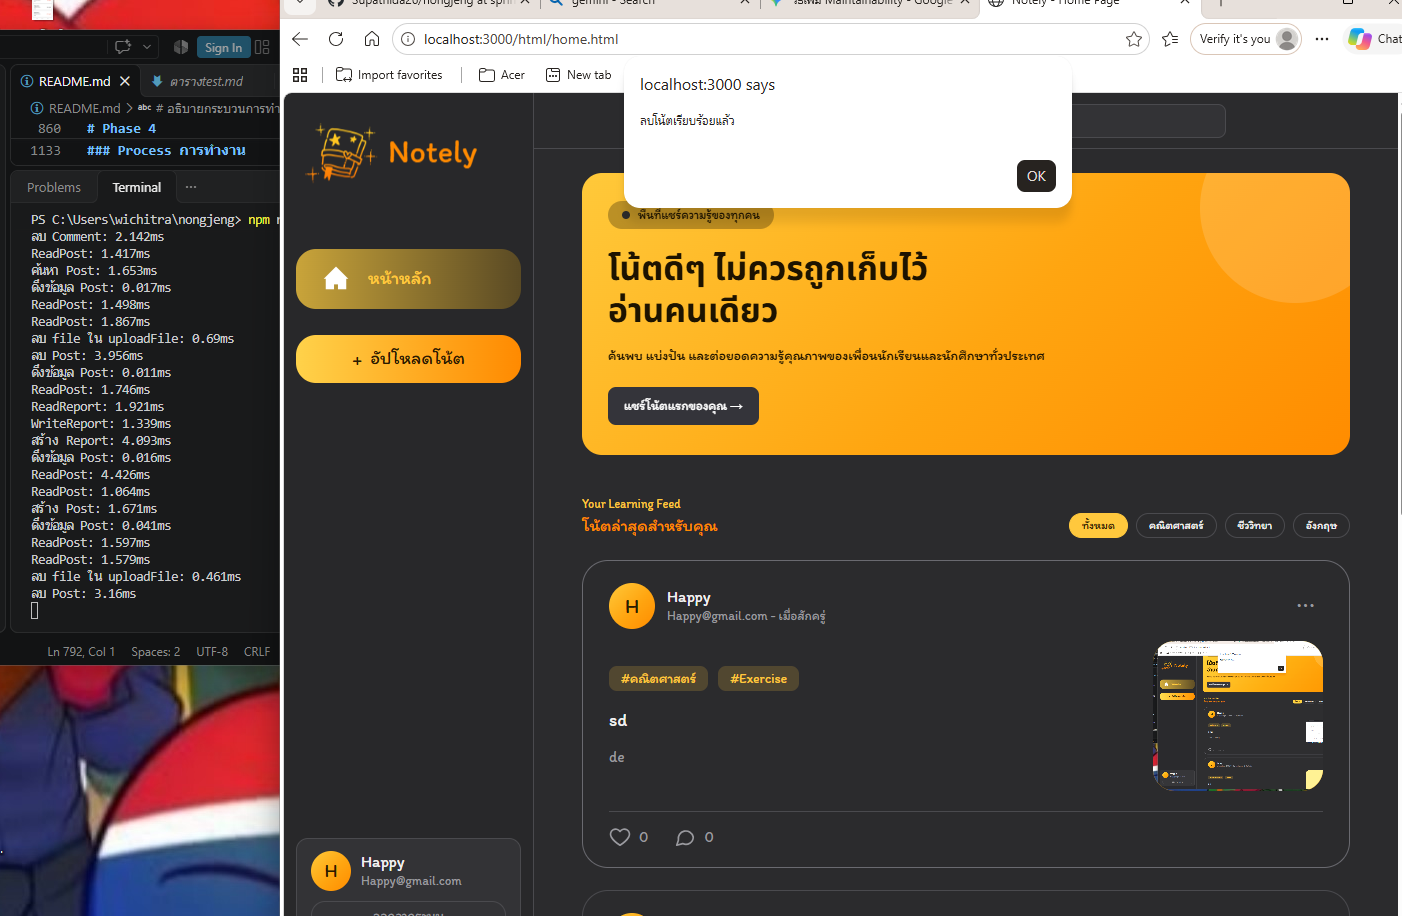 Supathida20/nongjeng at
gemini - Search
Maintainability - Google
Notely - Home Page
Sign In
localhost:3000/html/home.html
Verify it's you
Chat
README.md
ตารางtest.md
Import favorites
Acer
New tab
README.md > # อธิบายกระบวนการทำ
860 # Phase 4
1133 ### Process การทำงาน
Problems
Terminal
PS C:\Users\wichitra\nongjeng> npm
ลบ Comment: 2.142ms
ReadPost: 1.417ms
ค้นหา Post: 1.653ms
ดึงข้อมูล Post: 0.017ms
ReadPost: 1.498ms
ReadPost: 1.867ms
ลบ file ใน uploadFile: 0.69ms
ลบ Post: 3.956ms
ดึงข้อมูล Post: 0.011ms
ReadPost: 1.746ms
ReadReport: 1.921ms
WriteReport: 1.339ms
สร้าง Report: 4.093ms
ดึงข้อมูล Post: 0.016ms
ReadPost: 4.426ms
ReadPost: 1.064ms
สร้าง Post: 1.671ms
ดึงข้อมูล Post: 0.041ms
ReadPost: 1.597ms
ReadPost: 1.579ms
ลบ file ใน uploadFile: 0.461ms
ลบ Post: 3.16ms
Ln 792, Col 1 Spaces: 2 UTF-8 CRLF
localhost:3000 says
ลบโน้ตเรียบร้อยแล้ว
OK
Notely
หน้าหลัก
+ อัปโหลดโน้ต
พื้นที่แชร์ความรู้ของทุกคน
โน้ตดีๆ ไม่ควรถูกเก็บไว้
อ่านคนเดียว
ค้นพบ แบ่งปัน และต่อยอดความรู้คุณภาพของเพื่อนนักเรียนและนักศึกษาทั่วประเทศ
แชร์โน้ตแรกของคุณ →
Your Learning Feed
โน้ตล่าสุดสำหรับคุณ
ทั้งหมด
คณิตศาสตร์
ชีววิทยา
อังกฤษ
H
Happy
Happy@gmail.com - เมื่อสักครู่
#คณิตศาสตร์
#Exercise
sd
de
0
0
H
Happy
Happy@gmail.com